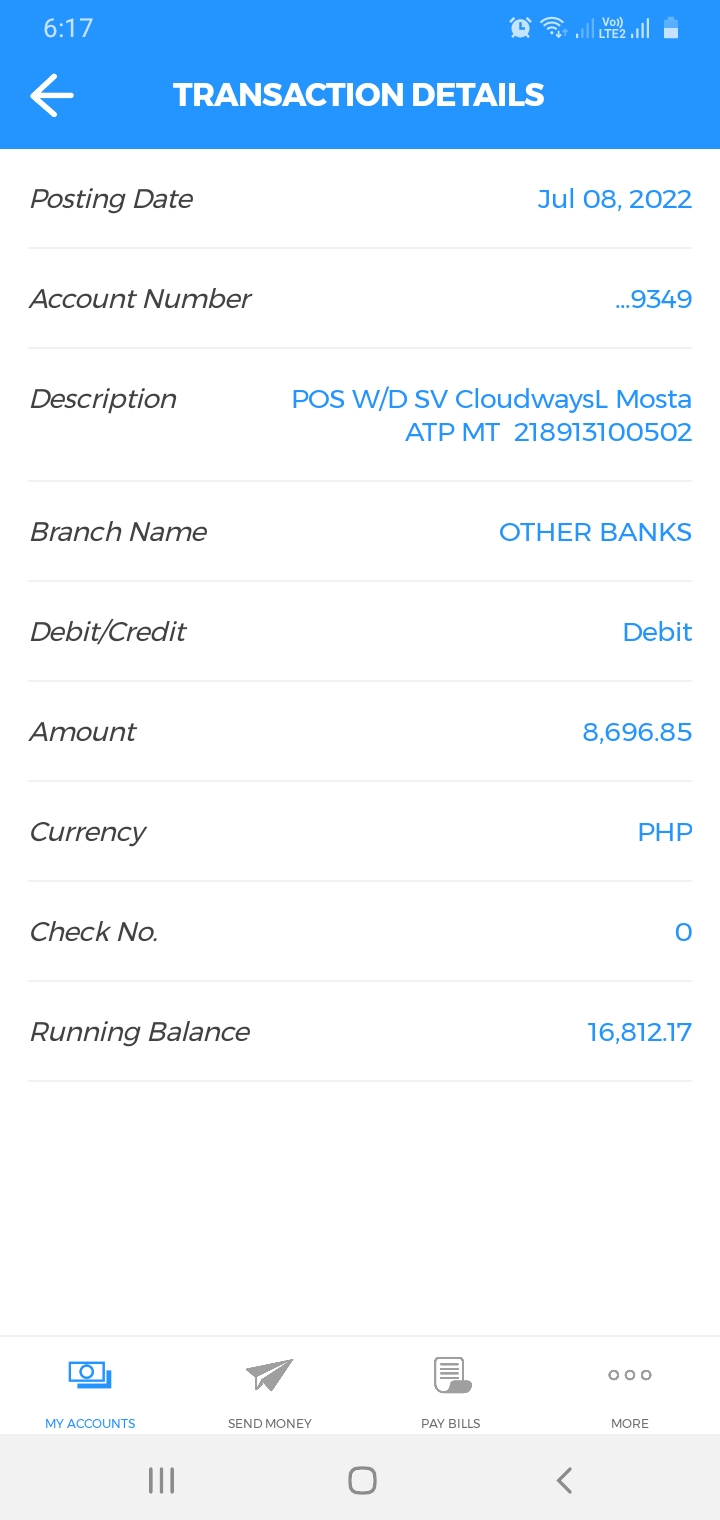 6:17
Vo))
LTE2
TRANSACTION DETAILS
Posting Date Jul 08, 2022
Account Number ...9349
Description POS W/D SV CloudwaysL Mosta
ATP MT 218913100502
Branch Name OTHER BANKS
Debit/Credit Debit
Amount 8,696.85
Currency PHP
Check No. 0
Running Balance 16,812.17
MY ACCOUNTS SEND MONEY PAY BILLS MORE